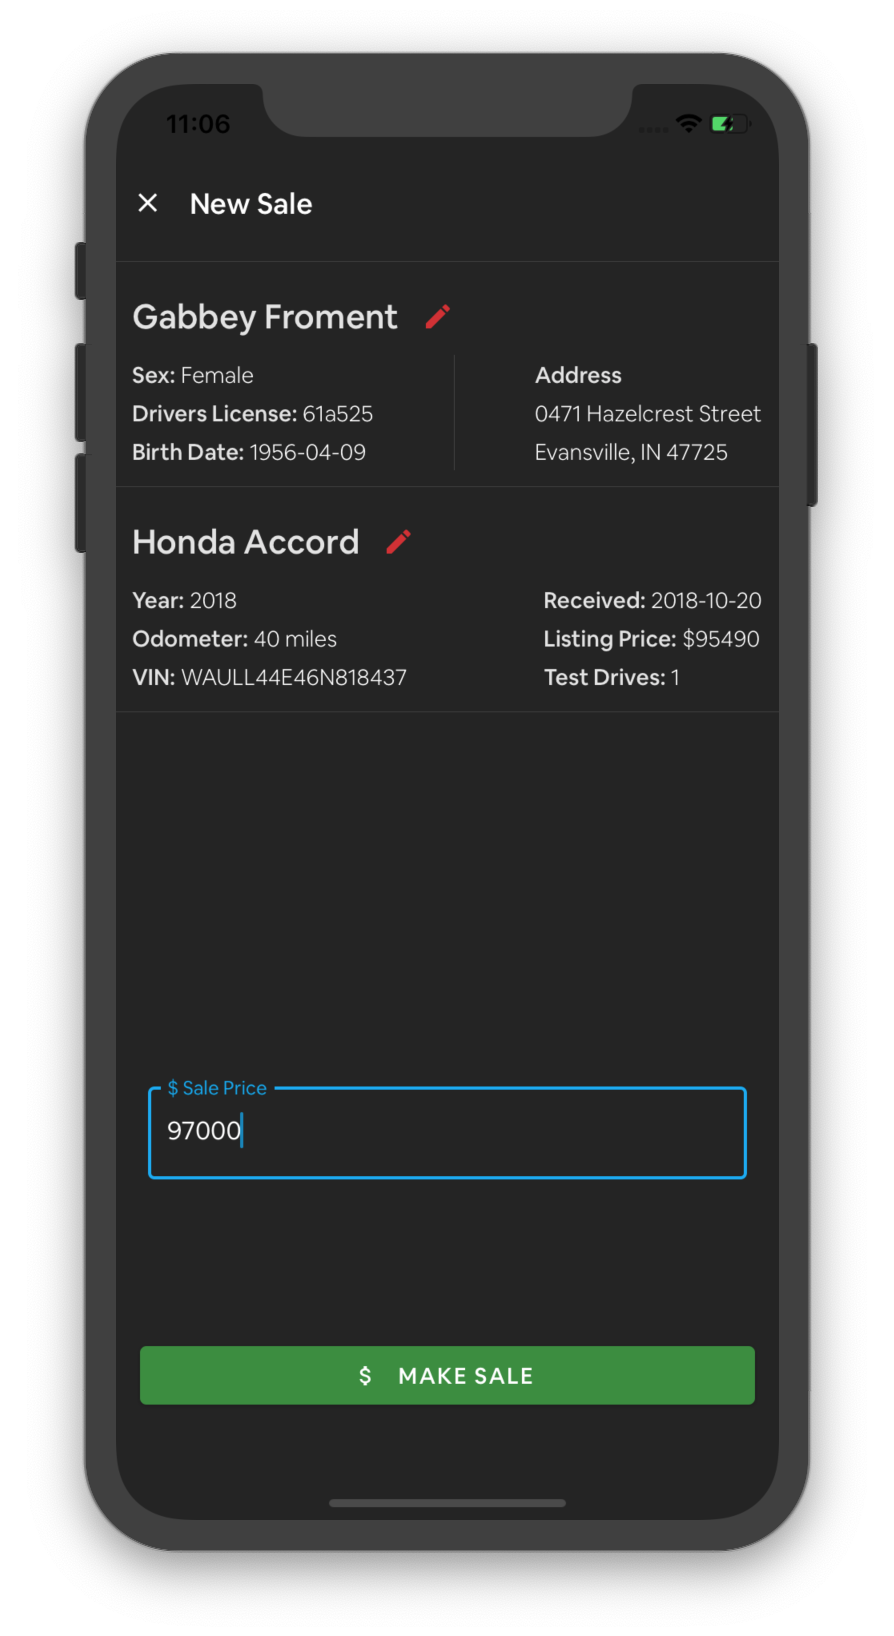 11:06
New Sale
Gabbey Froment
Sex: Female
Drivers License: 61a525
Birth Date: 1956-04-09
Address
0471 Hazelcrest Street
Evansville, IN 47725
Honda Accord
Year: 2018
Odometer: 40 miles
VIN: WAULL44E46N818437
Received: 2018-10-20
Listing Price: $95490
Test Drives: 1
$ Sale Price
97000
$ MAKE SALE